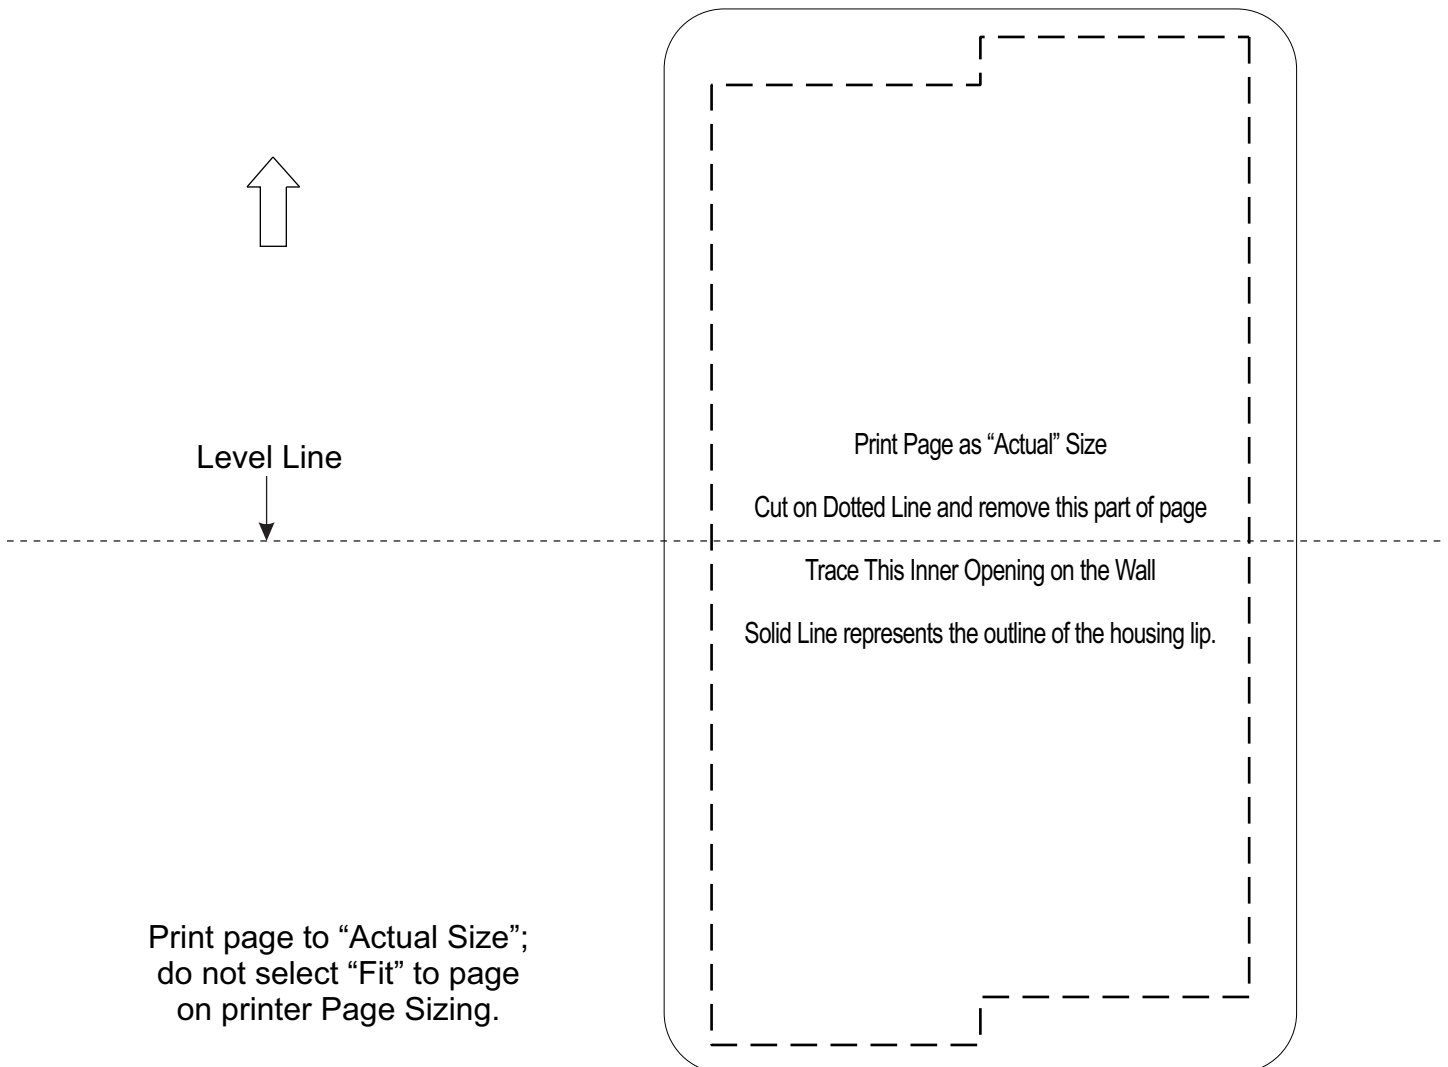 Level Line
Print Page as “Actual” Size
Cut on Dotted Line and remove this part of page
Trace This Inner Opening on the Wall
Solid Line represents the outline of the housing lip.
Print page to “Actual Size”;
do not select “Fit” to page
on printer Page Sizing.